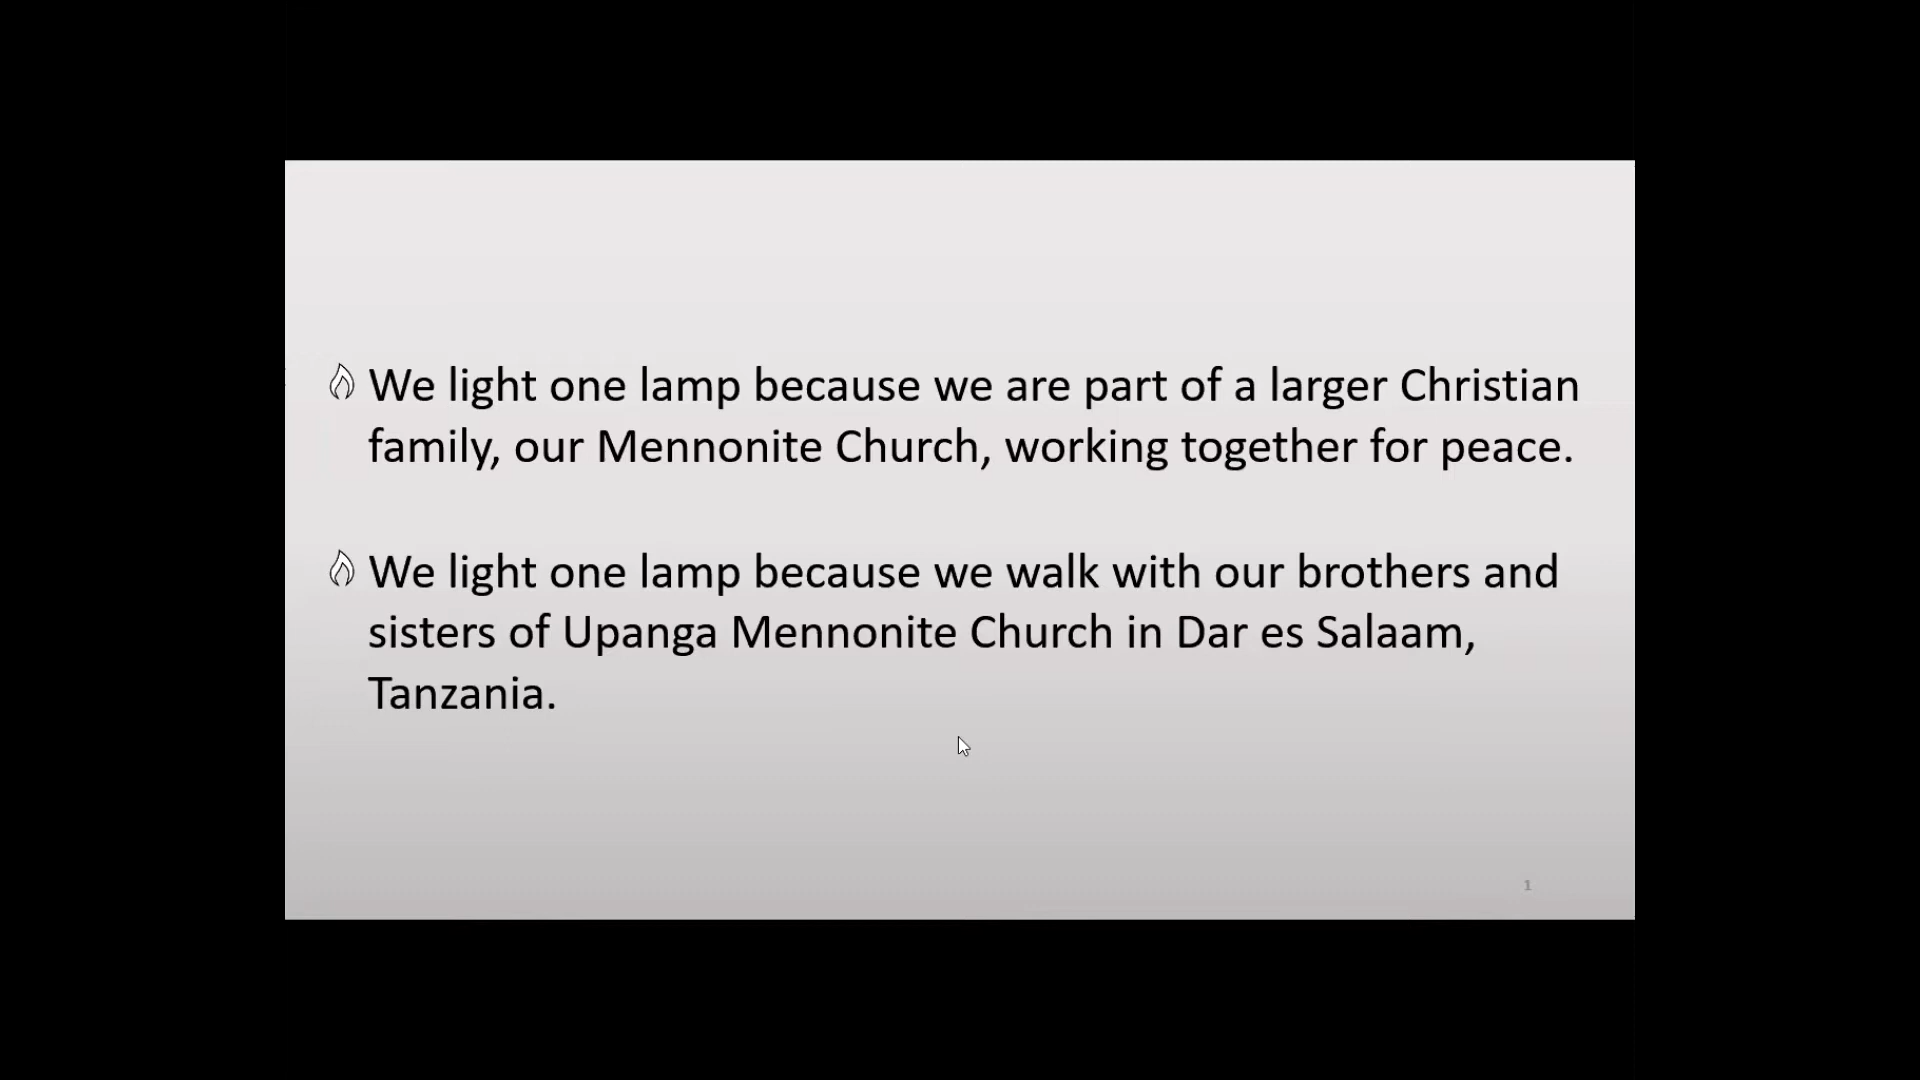 We light one lamp because we are part of a larger Christian
family, our Mennonite Church, working together for peace.
We light one lamp because we walk with our brothers and
sisters of Upanga Mennonite Church in Dar es Salaam,
Tanzania.
1